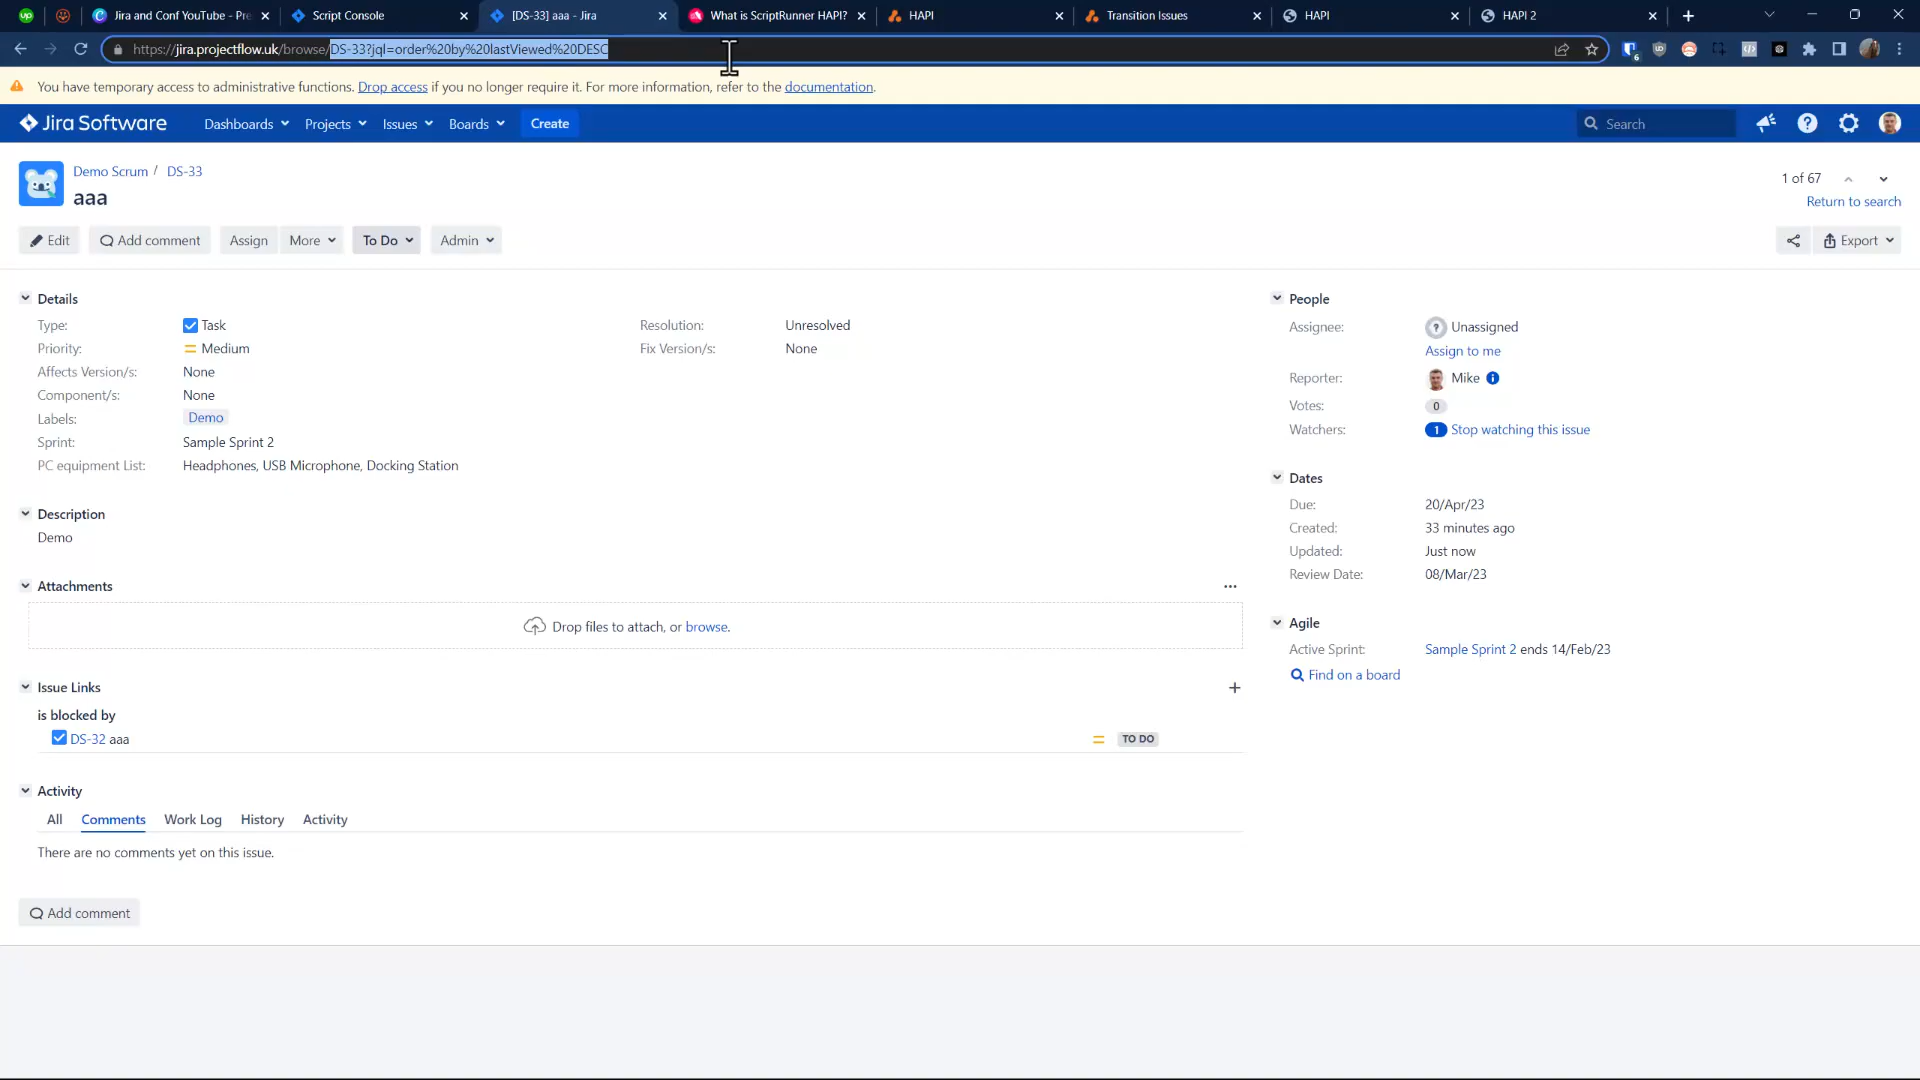 Jira and Conf YouTube - Pre
Script Console
[DS-33] aaa - Jira
What is ScriptRunner HAPI?
HAPI
Transition Issues
HAPI
HAPI 2
https://jira.projectflow.uk/browse/DS-33?jql=order%20by%20lastViewed%20DESC
You have temporary access to administrative functions. Drop access if you no longer require it. For more information, refer to the documentation.
Jira Software
Dashboards
Projects
Issues
Boards
Create
Search
Demo Scrum / DS-33
aaa
1 of 67
Return to search
Edit
Add comment
Assign
More
To Do
Admin
Export
Details
Type: Task
Priority: Medium
Affects Version/s: None
Component/s: None
Labels: Demo
Sprint: Sample Sprint 2
PC equipment List: Headphones, USB Microphone, Docking Station
Resolution: Unresolved
Fix Version/s: None
Description
Demo
Attachments
Drop files to attach, or browse.
Issue Links
is blocked by
DS-32 aaa
TO DO
Activity
All Comments Work Log History Activity
There are no comments yet on this issue.
Add comment
People
Assignee: Unassigned
Assign to me
Reporter: Mike
Votes: 0
Watchers: 1 Stop watching this issue
Dates
Due: 20/Apr/23
Created: 33 minutes ago
Updated: Just now
Review Date: 08/Mar/23
Agile
Active Sprint: Sample Sprint 2 ends 14/Feb/23
Find on a board